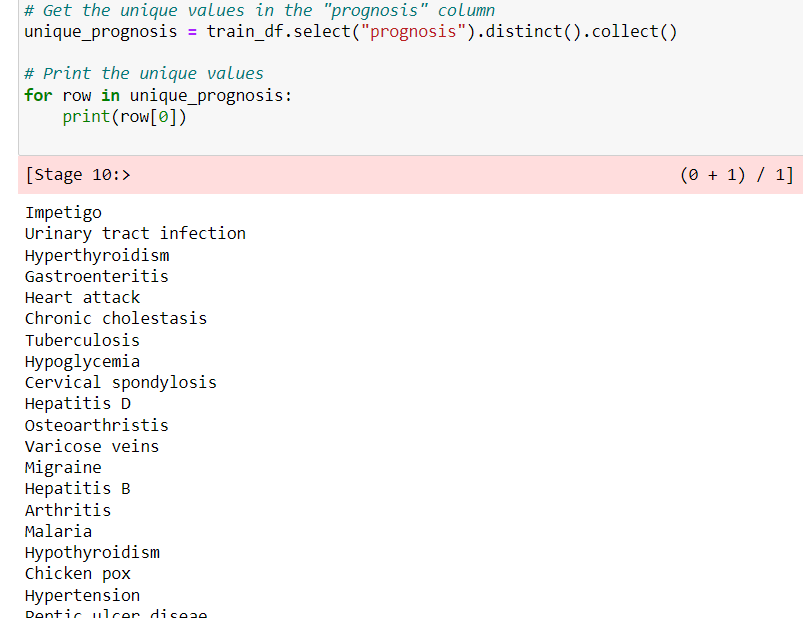 # Get the unique values in the "prognosis" column
unique_prognosis = train_df.select("prognosis").distinct().collect()
# Print the unique values
for row in unique_prognosis:
    print(row[0])
[Stage 10:> (0 + 1) / 1]
Impetigo
Urinary tract infection
Hyperthyroidism
Gastroenteritis
Heart attack
Chronic cholestasis
Tuberculosis
Hypoglycemia
Cervical spondylosis
Hepatitis D
Osteoarthristis
Varicose veins
Migraine
Hepatitis B
Arthritis
Malaria
Hypothyroidism
Chicken pox
Hypertension
Peptic ulcer diseae